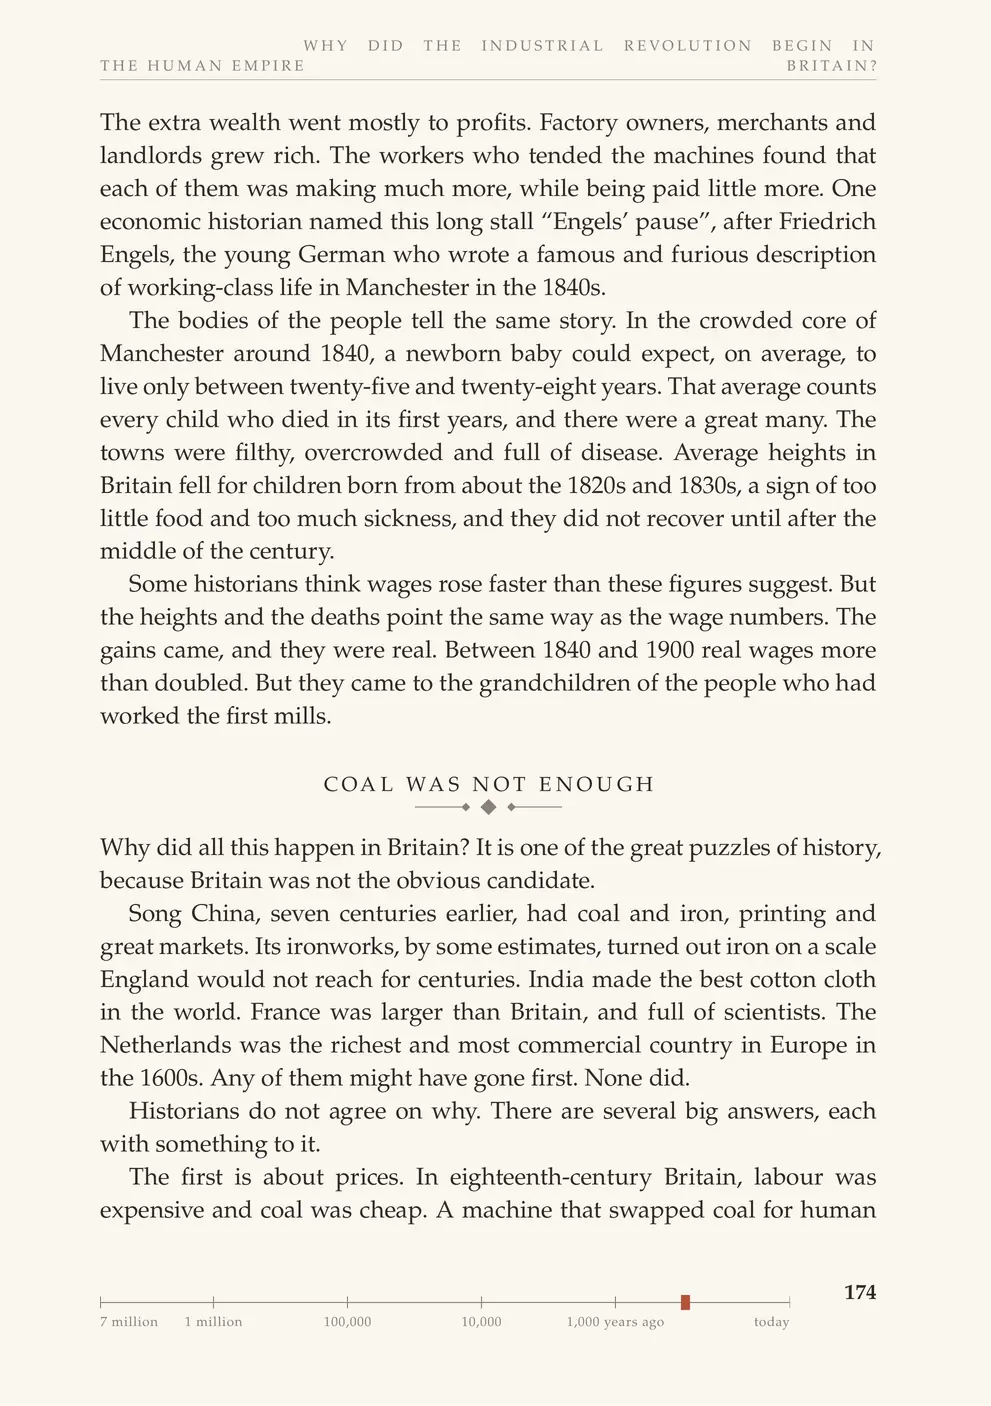 WHY DID THE INDUSTRIAL REVOLUTION BEGIN IN
THE HUMAN EMPIRE BRITAIN?
The extra wealth went mostly to profits. Factory owners, merchants and
landlords grew rich. The workers who tended the machines found that
each of them was making much more, while being paid little more. One
economic historian named this long stall “Engels’ pause”, after Friedrich
Engels, the young German who wrote a famous and furious description
of working-class life in Manchester in the 1840s.
The bodies of the people tell the same story. In the crowded core of
Manchester around 1840, a newborn baby could expect, on average, to
live only between twenty-five and twenty-eight years. That average counts
every child who died in its first years, and there were a great many. The
towns were filthy, overcrowded and full of disease. Average heights in
Britain fell for children born from about the 1820s and 1830s, a sign of too
little food and too much sickness, and they did not recover until after the
middle of the century.
Some historians think wages rose faster than these figures suggest. But
the heights and the deaths point the same way as the wage numbers. The
gains came, and they were real. Between 1840 and 1900 real wages more
than doubled. But they came to the grandchildren of the people who had
worked the first mills.
COAL WAS NOT ENOUGH
Why did all this happen in Britain? It is one of the great puzzles of history,
because Britain was not the obvious candidate.
Song China, seven centuries earlier, had coal and iron, printing and
great markets. Its ironworks, by some estimates, turned out iron on a scale
England would not reach for centuries. India made the best cotton cloth
in the world. France was larger than Britain, and full of scientists. The
Netherlands was the richest and most commercial country in Europe in
the 1600s. Any of them might have gone first. None did.
Historians do not agree on why. There are several big answers, each
with something to it.
The first is about prices. In eighteenth-century Britain, labour was
expensive and coal was cheap. A machine that swapped coal for human
174
7 million 1 million 100,000 10,000 1,000 years ago today